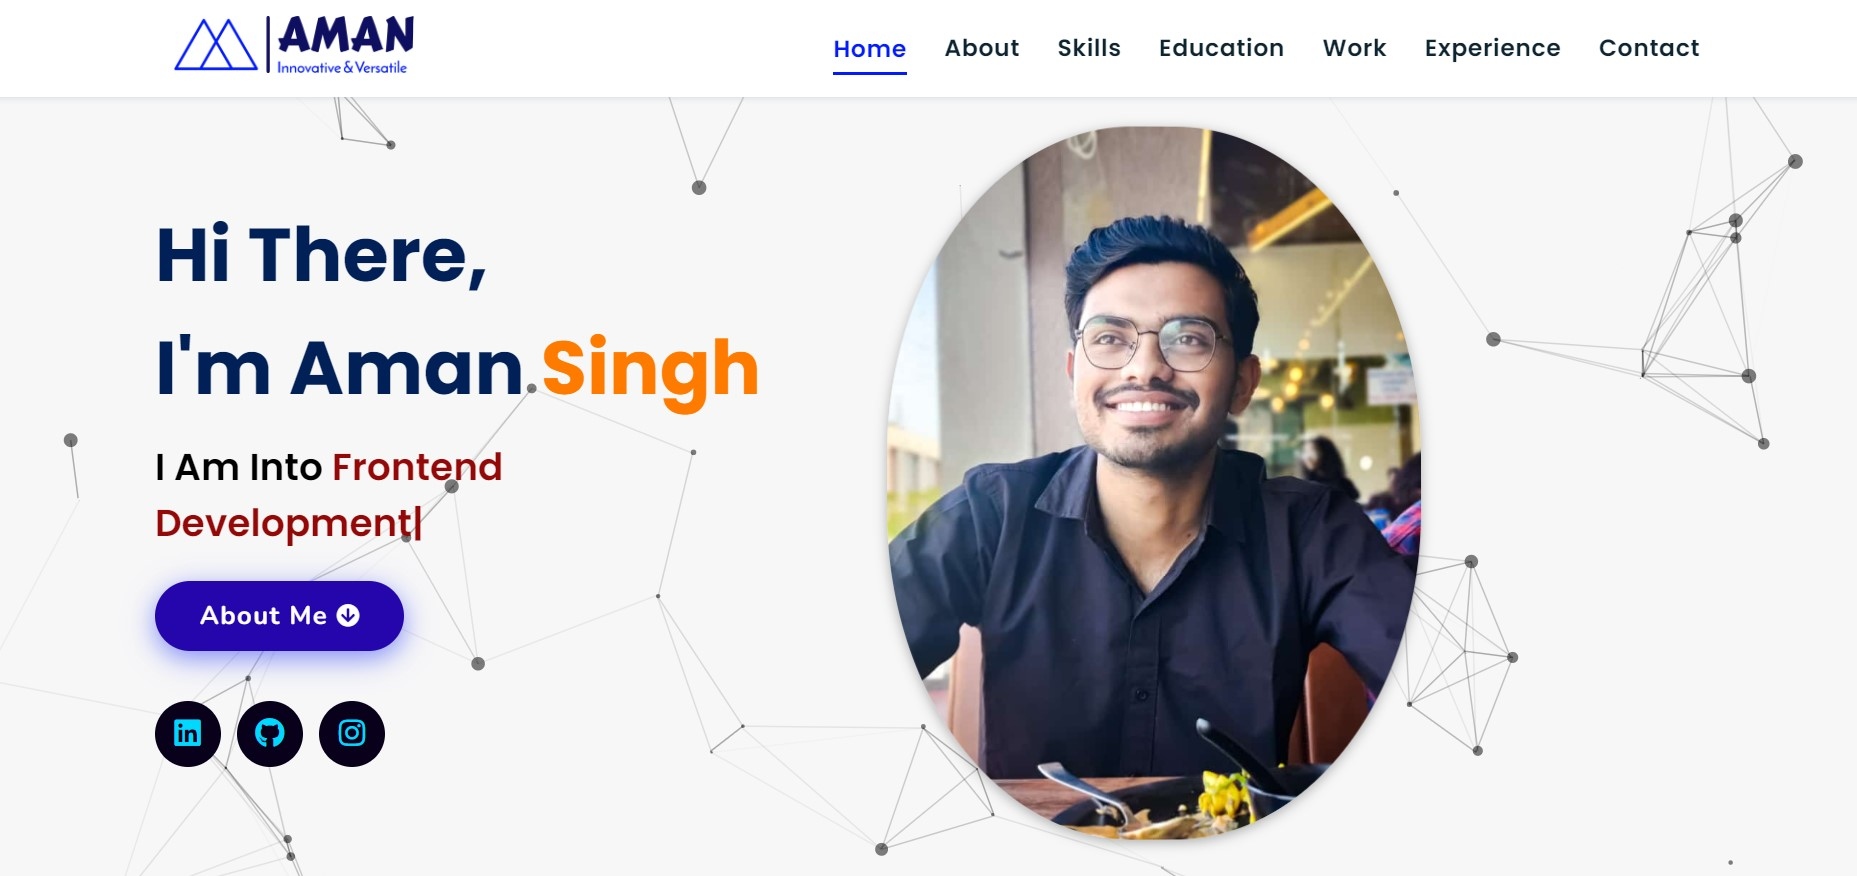 AMAN
Innovative & Versatile
Home About Skills Education Work Experience Contact
Hi There,
I'm Aman Singh
I Am Into Frontend
Development|
About Me
in